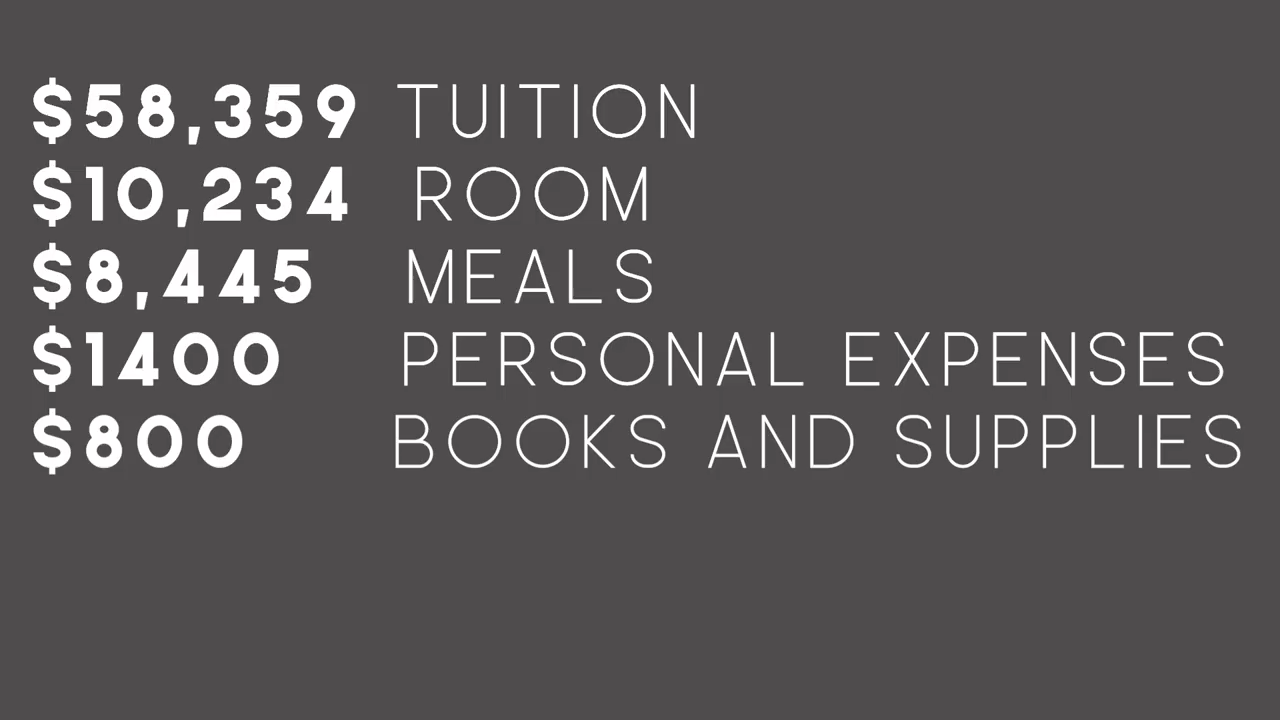 $58,359 TUITION
$10,234 ROOM
$8,445 MEALS
$1400 PERSONAL EXPENSES
$800 BOOKS AND SUPPLIES